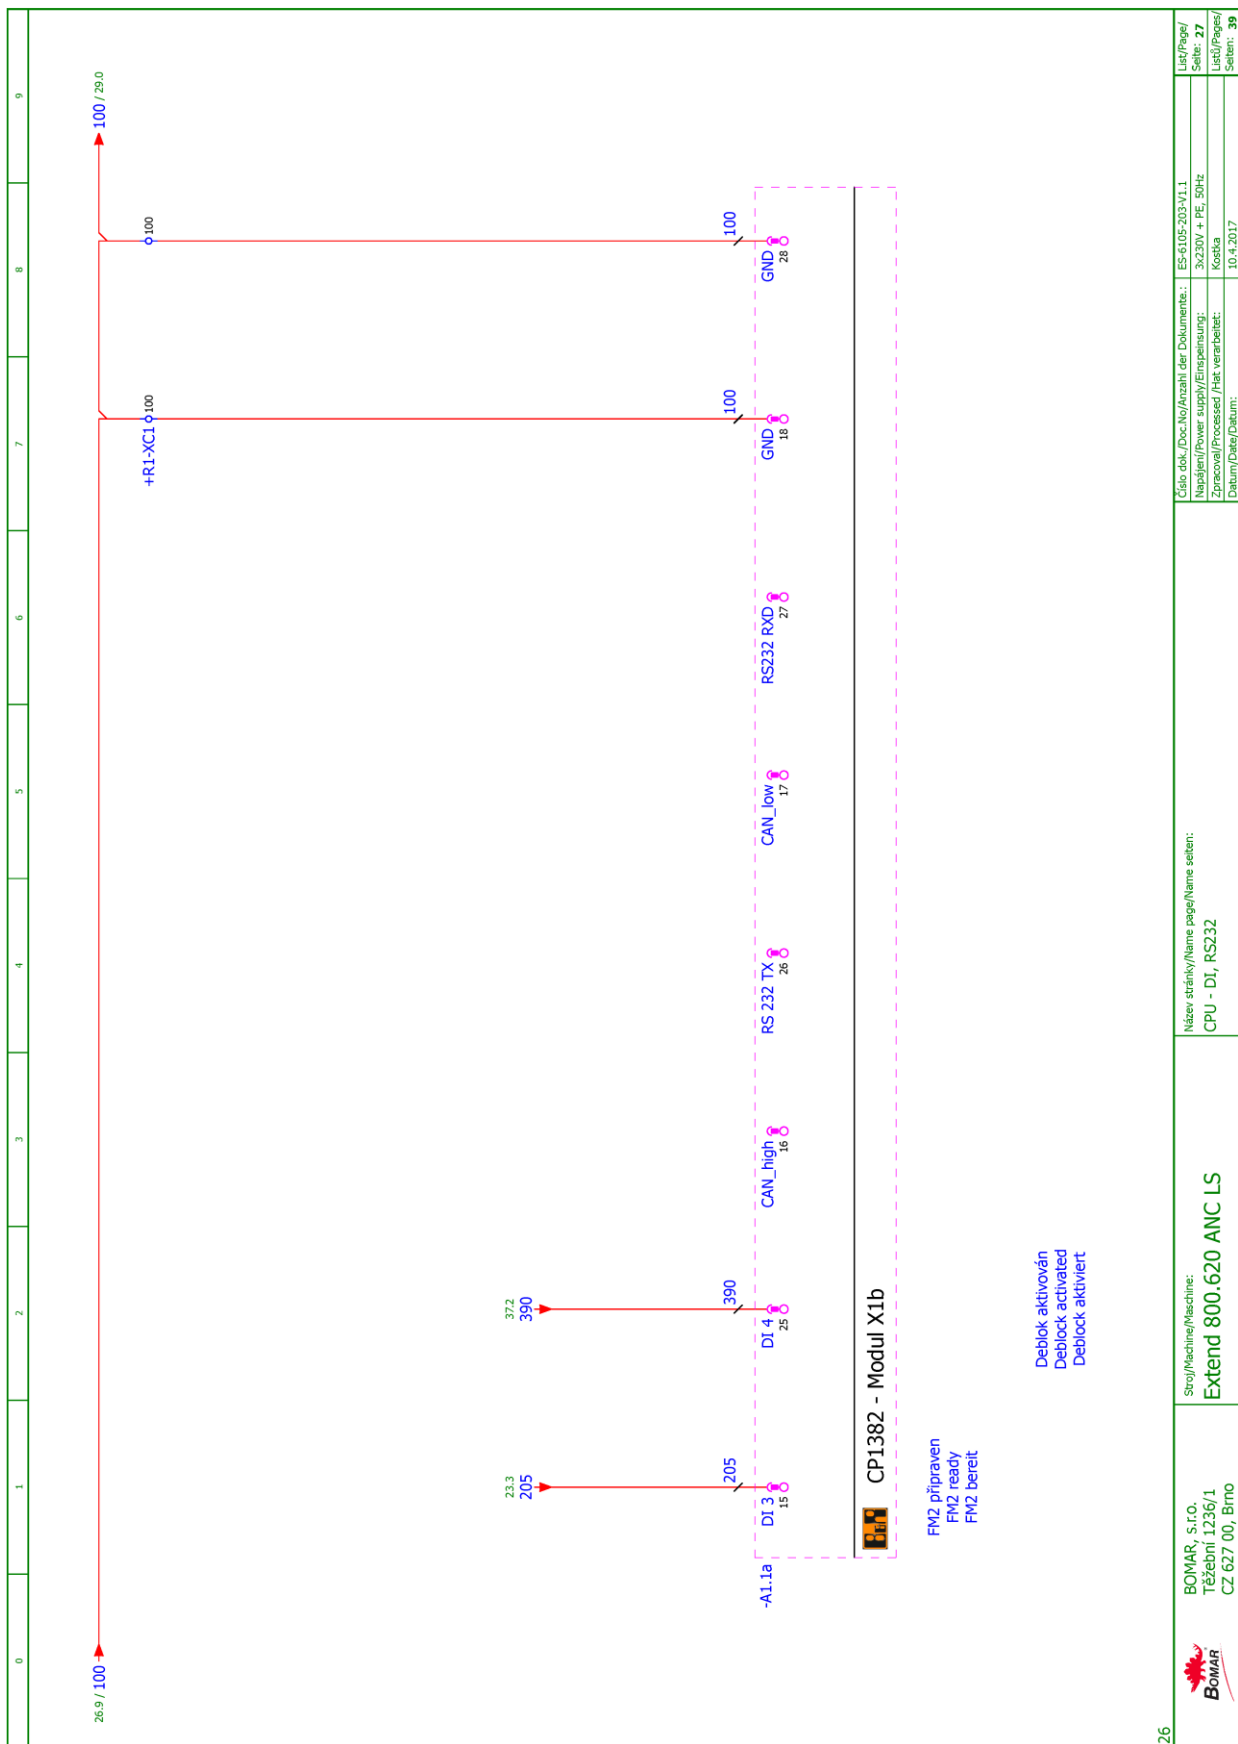 0
1
2
3
4
5
6
7
8
9
26.9 / 100
100 / 29.0
+R1-XC1
100
100
23.3
205
37.2
390
205
390
100
100
-A1.1a
DI 3
15
DI 4
25
CAN_high
16
RS 232 TX
26
CAN_low
17
RS232 RXD
27
GND
18
GND
28
CP1382 - Modul X1b
FM2 připraven
FM2 ready
FM2 bereit
Deblok aktivován
Deblock activated
Deblock aktiviert
26
BOMAR
BOMAR, s.r.o.
Těžební 1236/1
CZ 627 00, Brno
Stroj/Machine/Maschine:
Extend 800.620 ANC LS
Název stránky/Name page/Name seiten:
CPU - DI, RS232
Číslo dok./Doc.No/Anzahl der Dokumente.:
ES-6105-203-V1.1
Napájení/Power supply/Einspeinsung:
3x230V + PE, 50Hz
Zpracoval/Processed /Hat verarbeitet:
Kostka
Datum/Date/Datum:
10.4.2017
List/Page/
Seite: 27
Listů/Pages/
Seiten: 39